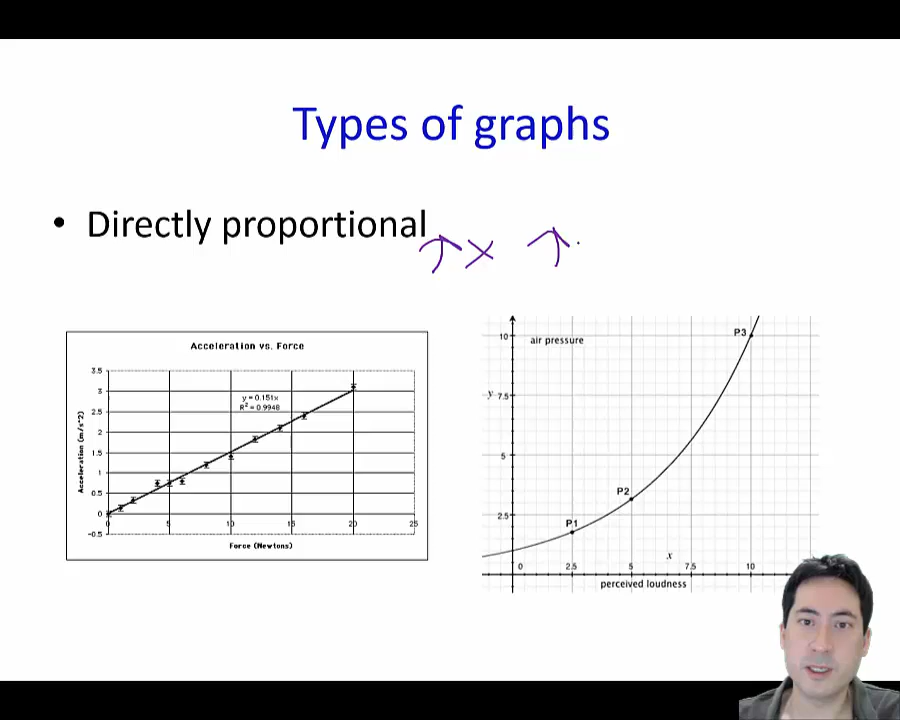 Types of graphs
• Directly proportional
↑x ↑
Acceleration vs. Force
3.5
3
2.5
2
1.5
1
0.5
0
-0.5
y = 0.151x
R² = 0.9948
Acceleration (m/s^2)
0 5 10 15 20 25
Force (Newtons)
air pressure
y
10
7.5
5
2.5
P3
P2
P1
x
0 2.5 5 7.5 10
perceived loudness